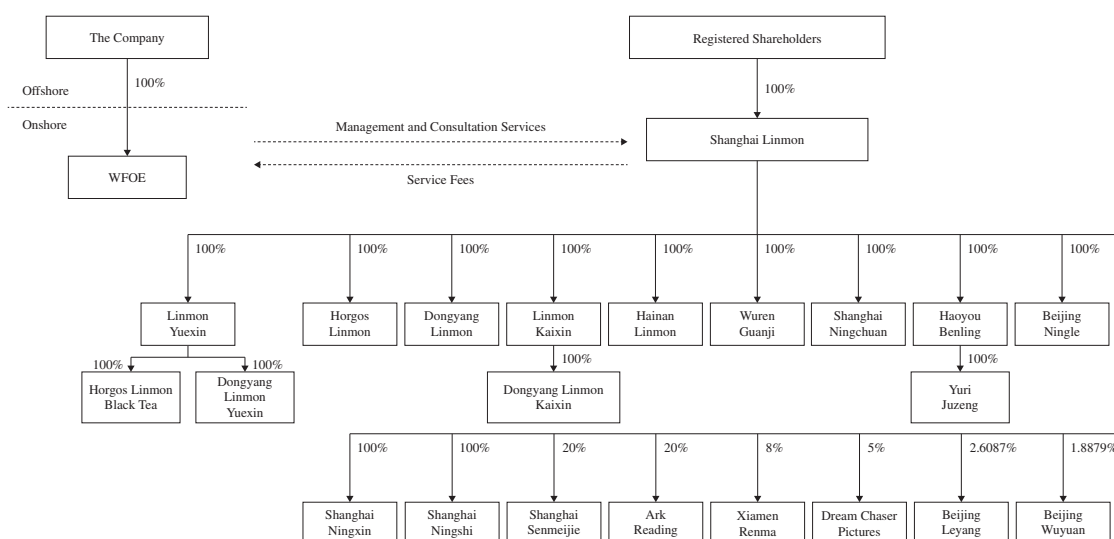 The Company
Registered Shareholders
100%
100%
Offshore
Onshore
Management and Consultation Services
Shanghai Linmon
WFOE
Service Fees
100%
100%
100%
100%
100%
100%
100%
100%
100%
Linmon
Yuexin
Horgos
Linmon
Dongyang
Linmon
Linmon
Kaixin
Hainan
Linmon
Wuren
Guanji
Shanghai
Ningchuan
Haoyou
Benling
Beijing
Ningle
100%
100%
100%
100%
Horgos Linmon
Black Tea
Dongyang
Linmon
Yuexin
Dongyang Linmon
Kaixin
Yuri
Juzeng
100%
100%
20%
20%
8%
5%
2.6087%
1.8879%
Shanghai
Ningxin
Shanghai
Ningshi
Shanghai
Senmeijie
Ark
Reading
Xiamen
Renma
Dream Chaser
Pictures
Beijing
Leyang
Beijing
Wuyuan